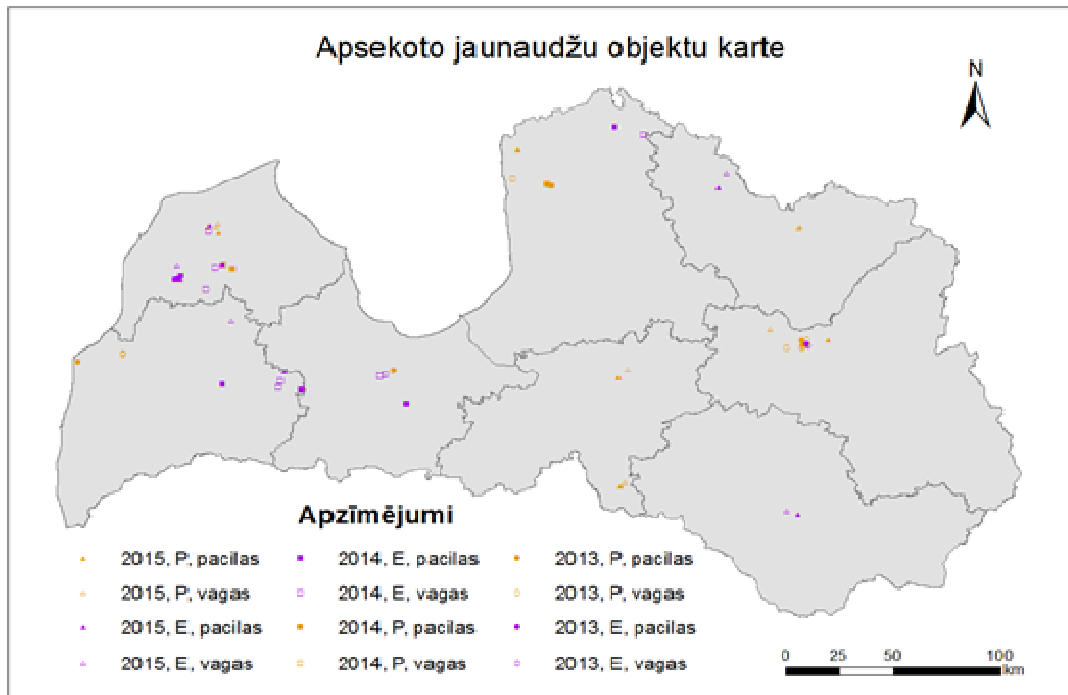 Apsekoto jaunaudžu objektu karte
N
Apzīmējumi
2015, P, pacilas
2014, E, pacilas
2013, P, pacilas
2015, P, vagas
2014, E, vagas
2013, P, vagas
2015, E, pacilas
2014, P, pacilas
2013, E, pacilas
2015, E, vagas
2014, P, vagas
2013, E, vagas
0 25 50 100
km